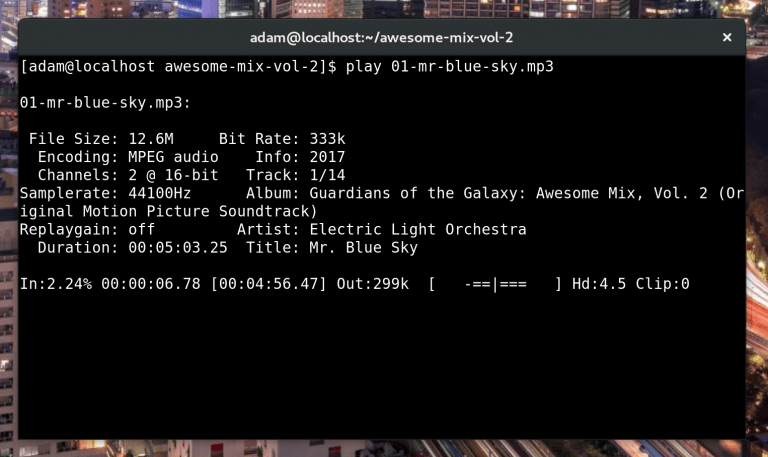 adam@localhost:~/awesome-mix-vol-2
[adam@localhost awesome-mix-vol-2]$ play 01-mr-blue-sky.mp3
01-mr-blue-sky.mp3:
File Size: 12.6M     Bit Rate: 333k
Encoding: MPEG audio    Info: 2017
Channels: 2 @ 16-bit   Track: 1/14
Samplerate: 44100Hz      Album: Guardians of the Galaxy: Awesome Mix, Vol. 2 (Or
iginal Motion Picture Soundtrack)
Replaygain: off         Artist: Electric Light Orchestra
Duration: 00:05:03.25  Title: Mr. Blue Sky
In:2.24% 00:00:06.78 [00:04:56.47] Out:299k  [   -==|===   ] Hd:4.5 Clip:0